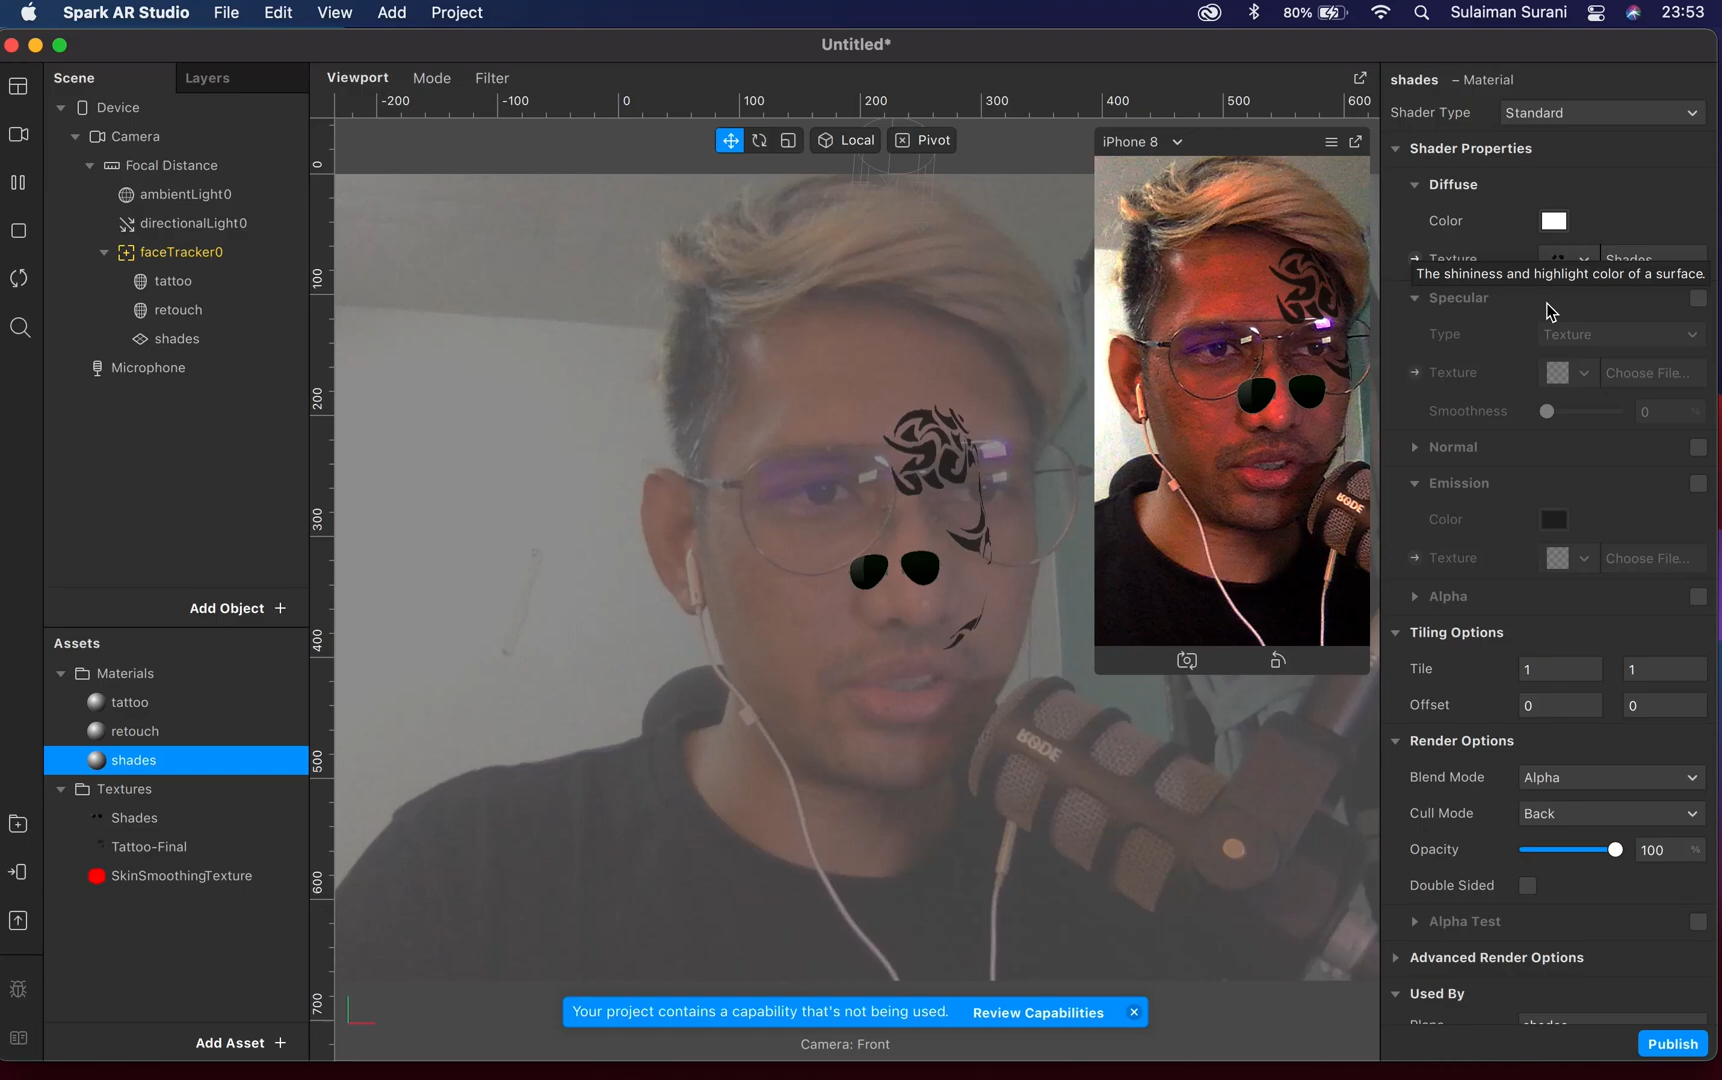 Spark AR Studio File Edit View Add Project 80% Sulaiman Surani 23:53
Untitled*
Scene Layers
Device
Camera
Focal Distance
ambientLight0
directionalLight0
faceTracker0
tattoo
retouch
shades
Microphone
Add Object +
Assets
Materials
tattoo
retouch
shades
Textures
Shades
Tattoo-Final
SkinSmoothingTexture
Add Asset +
Viewport Mode Filter
-200 -100 0 100 200 300 400 500 600
0
100
200
300
400
500
600
700
Local Pivot
iPhone 8
RODE
RODE
Your project contains a capability that's not being used. Review Capabilities
Camera: Front
shades – Material
Shader Type Standard
Shader Properties
Diffuse
Color
Texture Shades
The shininess and highlight color of a surface.
Specular
Type Texture
Texture Choose File...
Smoothness 0 %
Normal
Emission
Color
Texture Choose File...
Alpha
Tiling Options
Tile 1 1
Offset 0 0
Render Options
Blend Mode Alpha
Cull Mode Back
Opacity 100 %
Double Sided
Alpha Test
Advanced Render Options
Used By
Plane shades
Publish